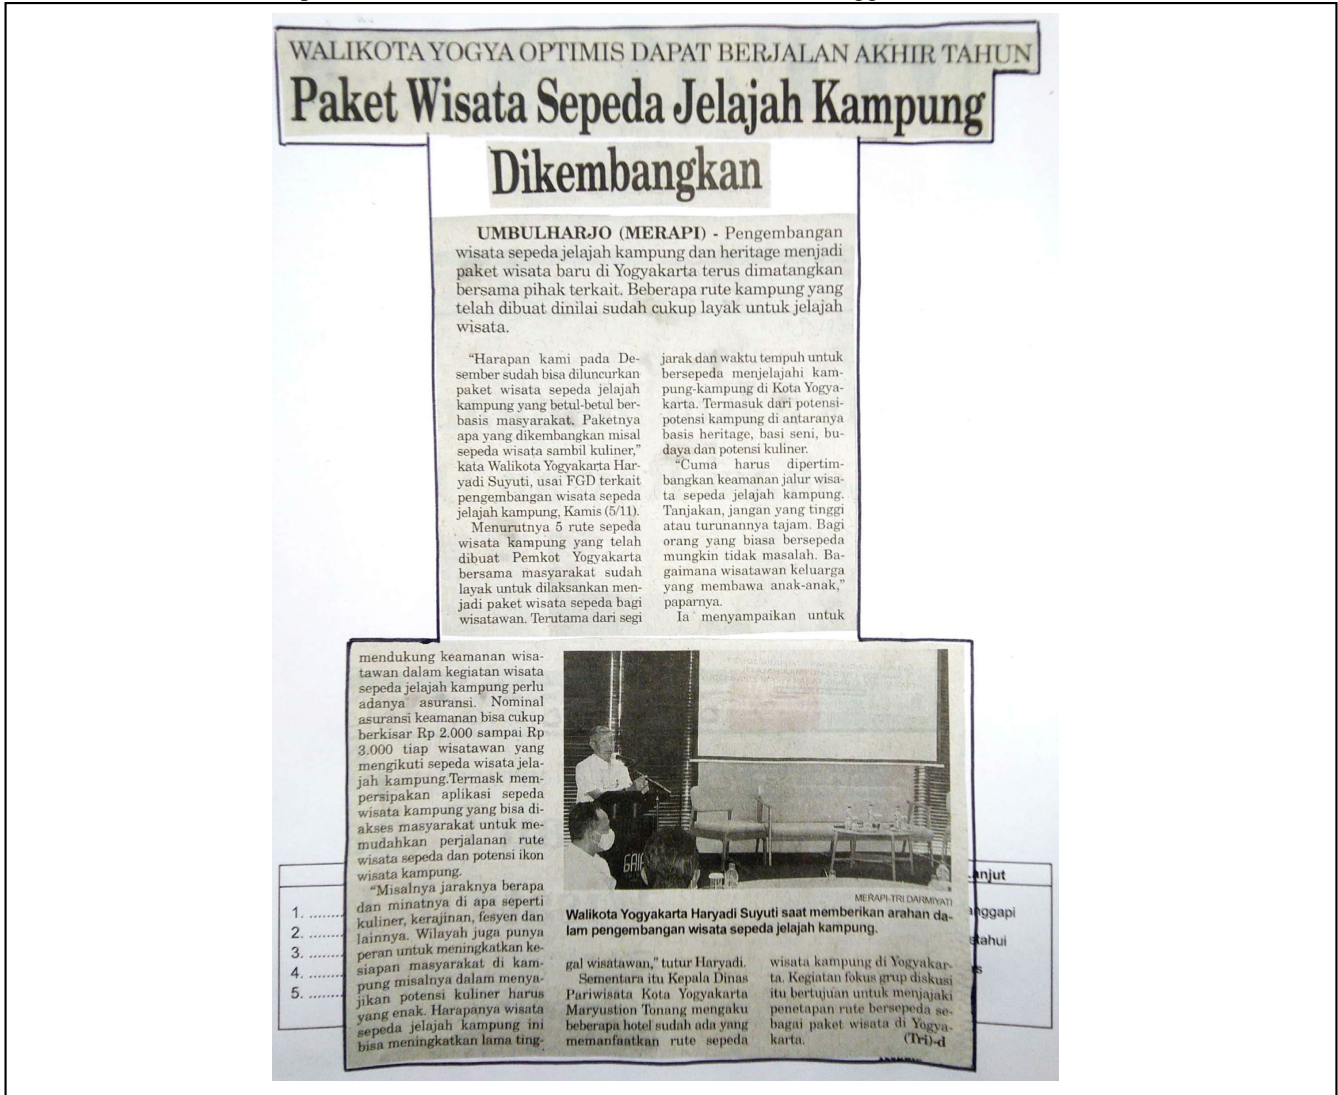 WALIKOTA YOGYA OPTIMIS DAPAT BERJALAN AKHIR TAHUN
Paket Wisata Sepeda Jelajah Kampung
Dikembangkan
UMBULHARJO (MERAPI) - Pengembangan
wisata sepeda jelajah kampung dan heritage menjadi
paket wisata baru di Yogyakarta terus dimatangkan
bersama pihak terkait. Beberapa rute kampung yang
telah dibuat dinilai sudah cukup layak untuk jelajah
wisata.
"Harapan kami pada De-
sember sudah bisa diluncurkan
paket wisata sepeda jelajah
kampung yang betul-betul ber-
basis masyarakat. Paketnya
apa yang dikembangkan misal
sepeda wisata sambil kuliner,"
kata Walikota Yogyakarta Har-
yadi Suyuti, usai FGD terkait
pengembangan wisata sepeda
jelajah kampung, Kamis (5/11).
Menurutnya 5 rute sepeda
wisata kampung yang telah
dibuat Pemkot Yogyakarta
bersama masyarakat sudah
layak untuk dilaksankan men-
jadi paket wisata sepeda bagi
wisatawan. Terutama dari segi
jarak dan waktu tempuh untuk
bersepeda menjelajahi kam-
pung-kampung di Kota Yogya-
karta. Termasuk dari potensi-
potensi kampung di antaranya
basis heritage, basi seni, bu-
daya dan potensi kuliner.
"Cuma harus dipertim-
bangkan keamanan jalur wisa-
ta sepeda jelajah kampung.
Tanjakan, jangan yang tinggi
atau turunannya tajam. Bagi
orang yang biasa bersepeda
mungkin tidak masalah. Ba-
gaimana wisatawan keluarga
yang membawa anak-anak,"
paparnya.
Ia menyampaikan untuk
mendukung keamanan wisa-
tawan dalam kegiatan wisata
sepeda jelajah kampung perlu
adanya asuransi. Nominal
asuransi keamanan bisa cukup
berkisar Rp 2.000 sampai Rp
3.000 tiap wisatawan yang
mengikuti sepeda wisata jela-
jah kampung.Termask mem-
persipakan aplikasi sepeda
wisata kampung yang bisa di-
akses masyarakat untuk me-
mudahkan perjalanan rute
wisata sepeda dan potensi ikon
wisata kampung.
"Misalnya jaraknya berapa
dan minatnya di apa seperti
kuliner, kerajinan, fesyen dan
lainnya. Wilayah juga punya
peran untuk meningkatkan ke-
siapan masyarakat di kam-
pung misalnya dalam menya-
jikan potensi kuliner harus
yang enak. Harapanya wisata
sepeda jelajah kampung ini
bisa meningkatkan lama ting-
GAIA
MERAPI-TRI DARMIYATI
Walikota Yogyakarta Haryadi Suyuti saat memberikan arahan da-
lam pengembangan wisata sepeda jelajah kampung.
gal wisatawan," tutur Haryadi.
Sementara itu Kepala Dinas
Pariwisata Kota Yogyakarta
Maryustion Tonang mengaku
beberapa hotel sudah ada yang
memanfaatkan rute sepeda
wisata kampung di Yogyakar-
ta. Kegiatan fokus grup diskusi
itu bertujuan untuk menjajaki
penetapan rute bersepeda se-
bagai paket wisata di Yogya-
karta. (Tri)-d
1. ........
2. ........
3. ........
4. ........
5. ........
anjut
nggapi
tahui
s